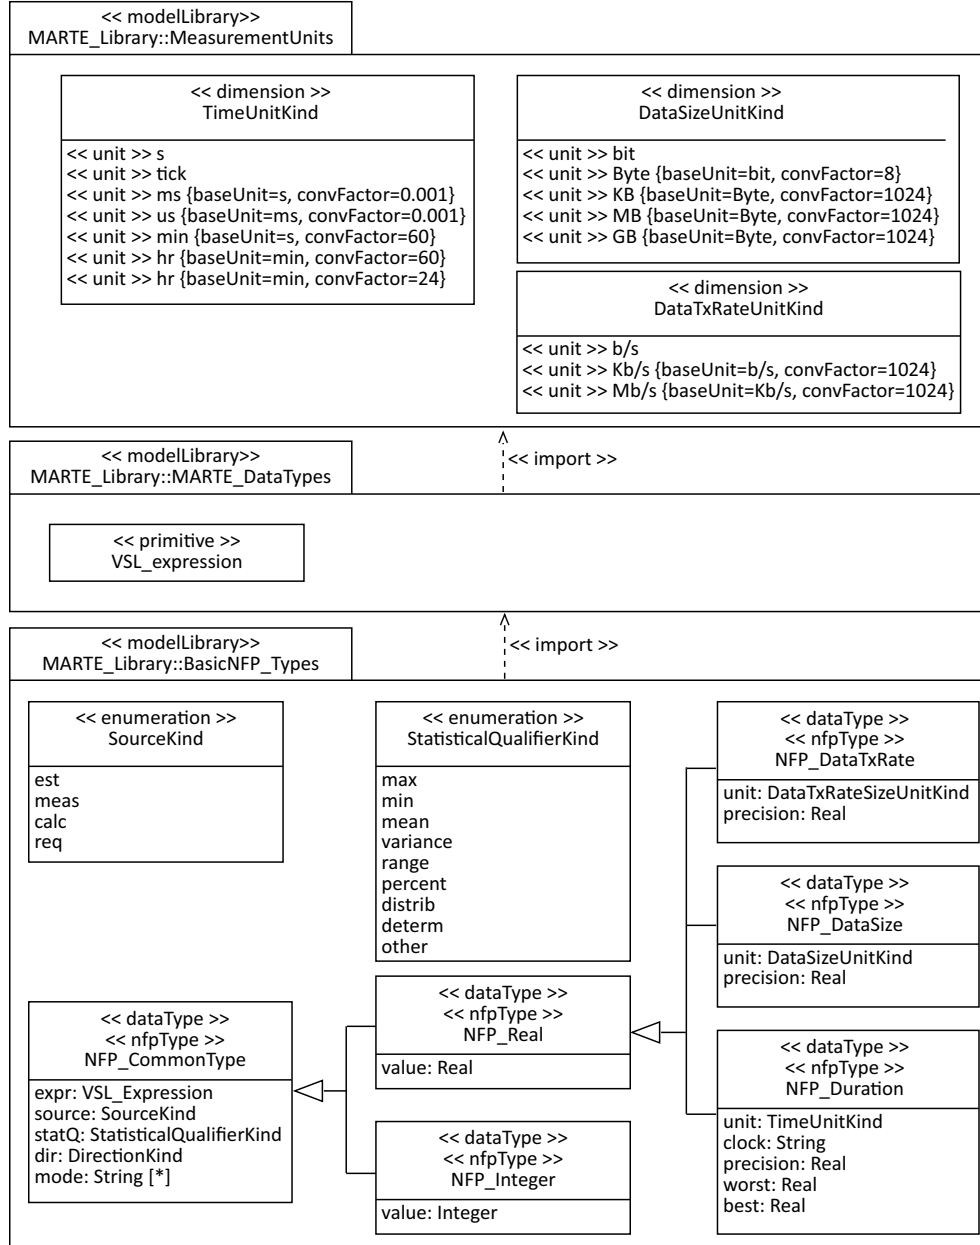 << modelLibrary>>
MARTE_Library::MeasurementUnits
<< dimension >>
TimeUnitKind
<< unit >> s
<< unit >> tick
<< unit >> ms {baseUnit=s, convFactor=0.001}
<< unit >> us {baseUnit=ms, convFactor=0.001}
<< unit >> min {baseUnit=s, convFactor=60}
<< unit >> hr {baseUnit=min, convFactor=60}
<< unit >> hr {baseUnit=min, convFactor=24}
<< dimension >>
DataSizeUnitKind
<< unit >> bit
<< unit >> Byte {baseUnit=bit, convFactor=8}
<< unit >> KB {baseUnit=Byte, convFactor=1024}
<< unit >> MB {baseUnit=Byte, convFactor=1024}
<< unit >> GB {baseUnit=Byte, convFactor=1024}
<< dimension >>
DataTxRateUnitKind
<< unit >> b/s
<< unit >> Kb/s {baseUnit=b/s, convFactor=1024}
<< unit >> Mb/s {baseUnit=Kb/s, convFactor=1024}
<< import >>
<< modelLibrary>>
MARTE_Library::MARTE_DataTypes
<< primitive >>
VSL_expression
<< import >>
<< modelLibrary>>
MARTE_Library::BasicNFP_Types
<< enumeration >>
SourceKind
est
meas
calc
req
<< enumeration >>
StatisticalQualifierKind
max
min
mean
variance
range
percent
distrib
determ
other
<< dataType >>
<< nfpType >>
NFP_DataTxRate
unit: DataTxRateSizeUnitKind
precision: Real
<< dataType >>
<< nfpType >>
NFP_DataSize
unit: DataSizeUnitKind
precision: Real
<< dataType >>
<< nfpType >>
NFP_CommonType
expr: VSL_Expression
source: SourceKind
statQ: StatisticalQualifierKind
dir: DirectionKind
mode: String [*]
<< dataType >>
<< nfpType >>
NFP_Real
value: Real
<< dataType >>
<< nfpType >>
NFP_Integer
value: Integer
<< dataType >>
<< nfpType >>
NFP_Duration
unit: TimeUnitKind
clock: String
precision: Real
worst: Real
best: Real